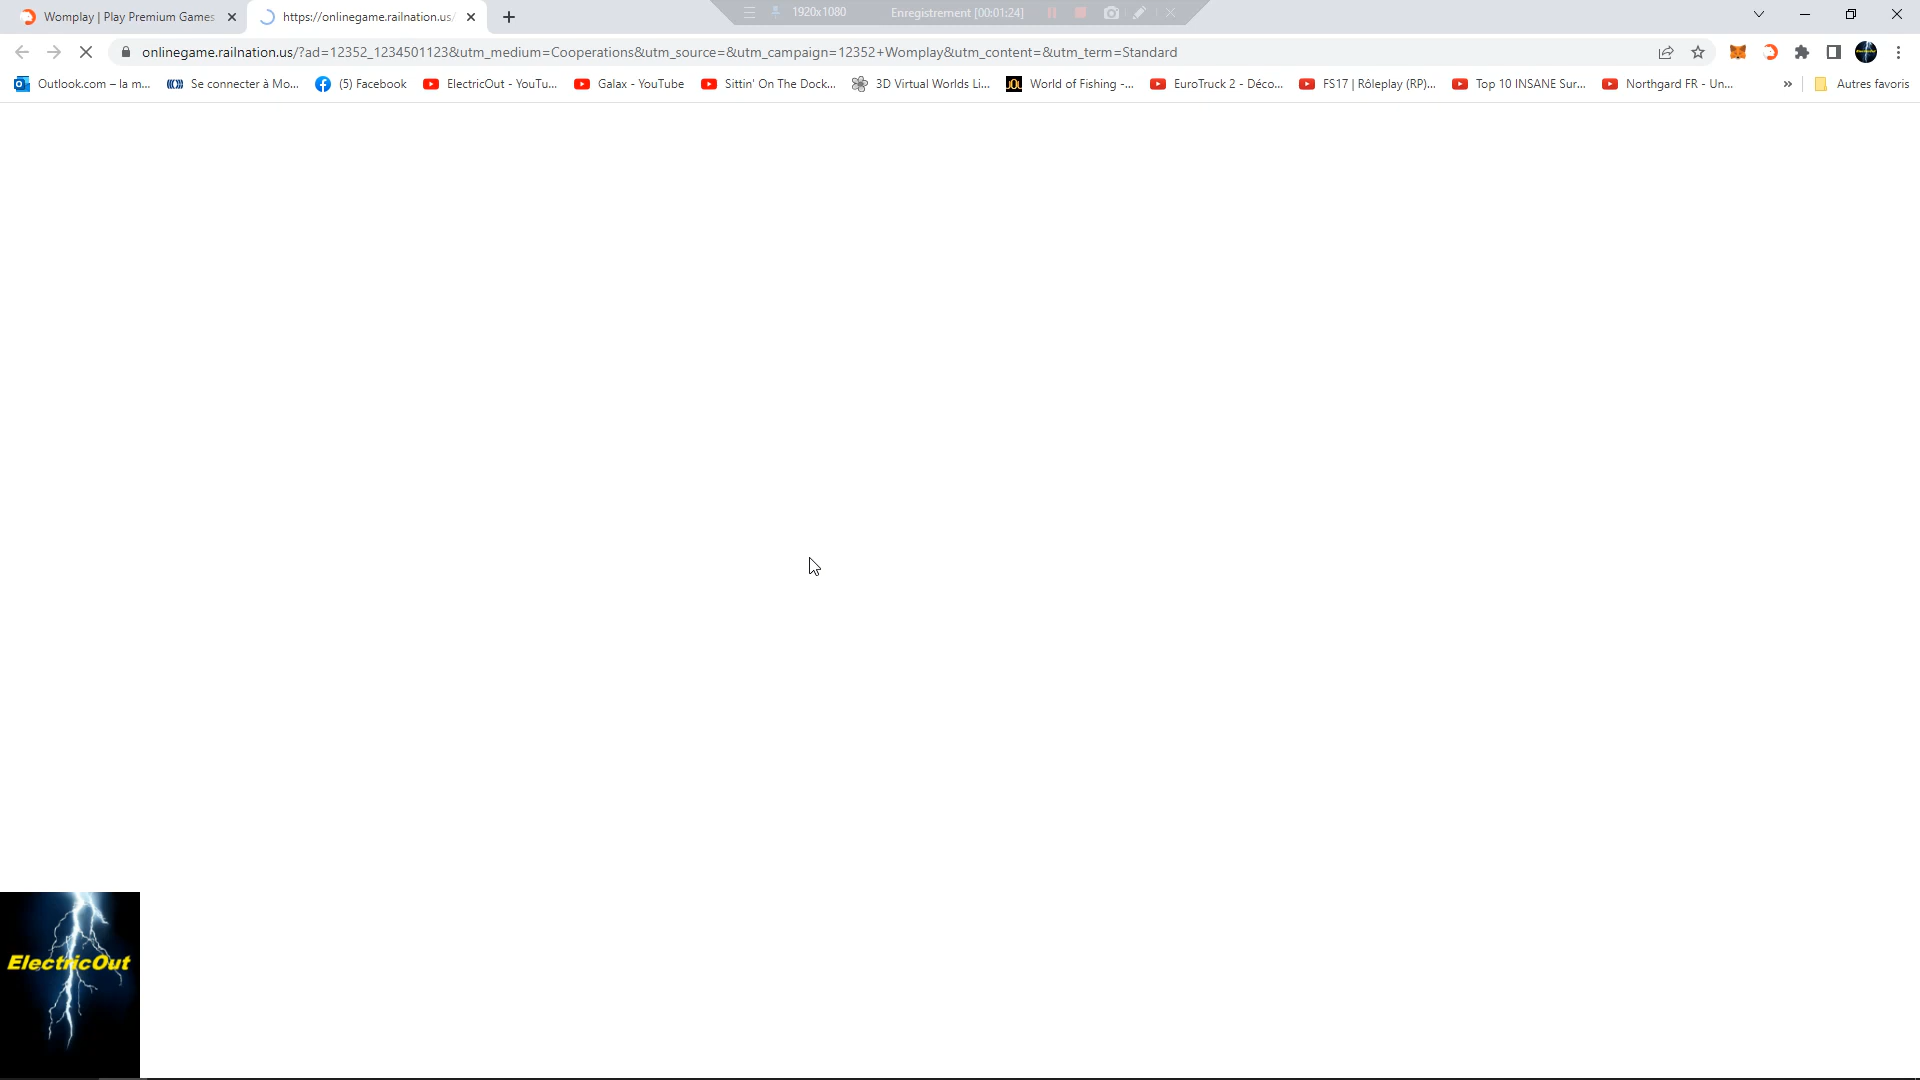 Womplay | Play Premium Games
https://onlinegame.railnation.us/
1920x1080
Enregistrement [00:01:24]
onlinegame.railnation.us/?ad=12352_1234501123&utm_medium=Cooperations&utm_source=&utm_campaign=12352+Womplay&utm_content=&utm_term=Standard
Outlook.com – la m...
Se connecter à Mo...
(5) Facebook
ElectricOut - YouTu...
Galax - YouTube
Sittin' On The Dock...
3D Virtual Worlds Li...
World of Fishing -...
EuroTruck 2 - Déco...
FS17 | Rôleplay (RP)...
Top 10 INSANE Sur...
Northgard FR - Un...
»
Autres favoris
ElectricOut